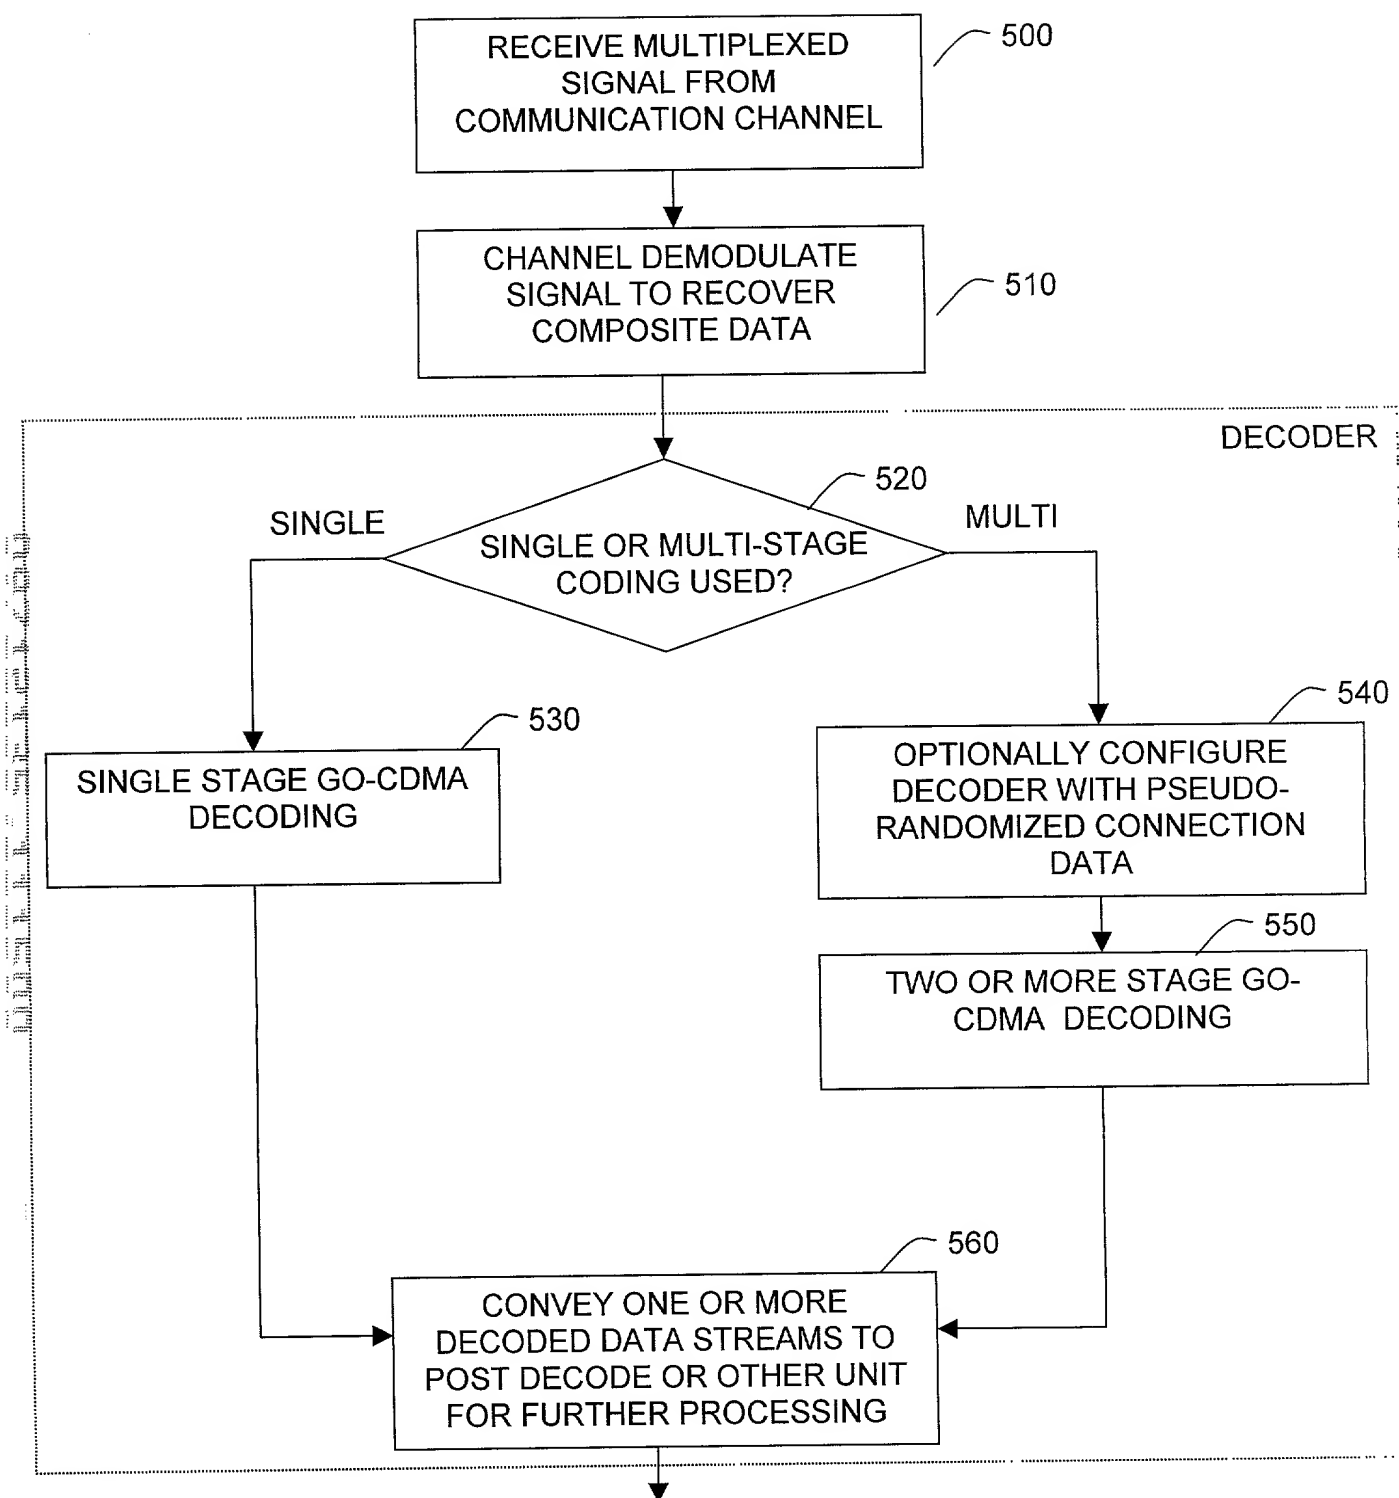 RECEIVE MULTIPLEXED
SIGNAL FROM
COMMUNICATION CHANNEL
500
CHANNEL DEMODULATE
SIGNAL TO RECOVER
COMPOSITE DATA
510
DECODER
520
SINGLE
MULTI
SINGLE OR MULTI-STAGE
CODING USED?
530
540
SINGLE STAGE GO-CDMA
DECODING
OPTIONALLY CONFIGURE
DECODER WITH PSEUDO-
RANDOMIZED CONNECTION
DATA
550
TWO OR MORE STAGE GO-
CDMA DECODING
560
CONVEY ONE OR MORE
DECODED DATA STREAMS TO
POST DECODE OR OTHER UNIT
FOR FURTHER PROCESSING